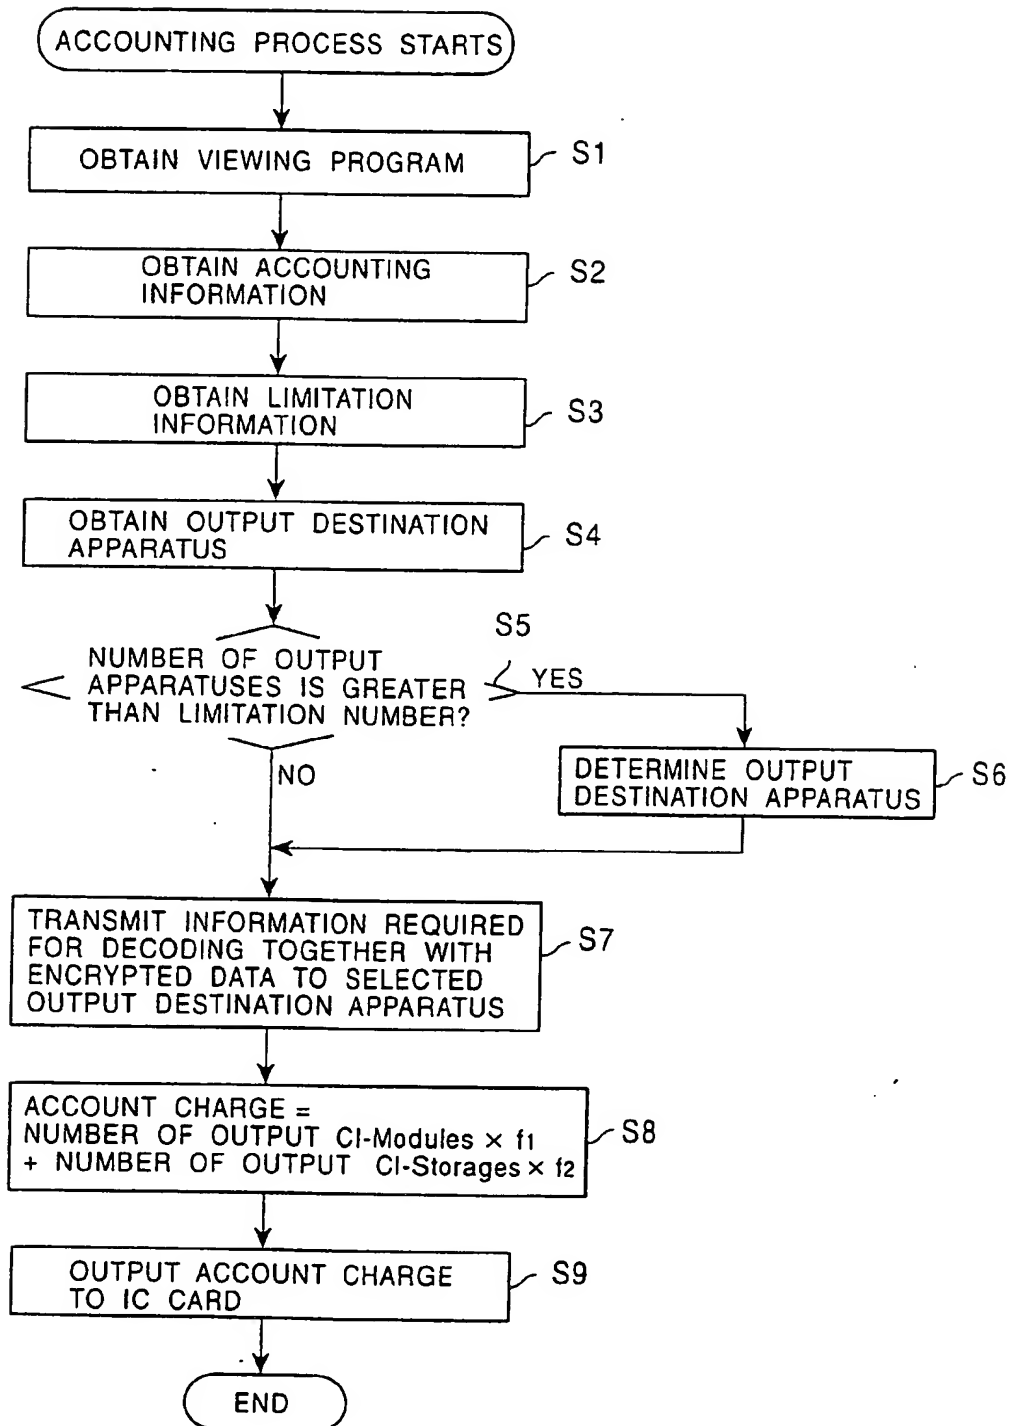 ACCOUNTING PROCESS STARTS
OBTAIN VIEWING PROGRAM
S1
OBTAIN ACCOUNTING
INFORMATION
S2
OBTAIN LIMITATION
INFORMATION
S3
OBTAIN OUTPUT DESTINATION
APPARATUS
S4
S5
NUMBER OF OUTPUT
APPARATUSES IS GREATER
THAN LIMITATION NUMBER?
YES
NO
DETERMINE OUTPUT
DESTINATION APPARATUS
S6
TRANSMIT INFORMATION REQUIRED
FOR DECODING TOGETHER WITH
ENCRYPTED DATA TO SELECTED
OUTPUT DESTINATION APPARATUS
S7
ACCOUNT CHARGE =
NUMBER OF OUTPUT CI-Modules × f1
+ NUMBER OF OUTPUT CI-Storages × f2
S8
OUTPUT ACCOUNT CHARGE
TO IC CARD
S9
END